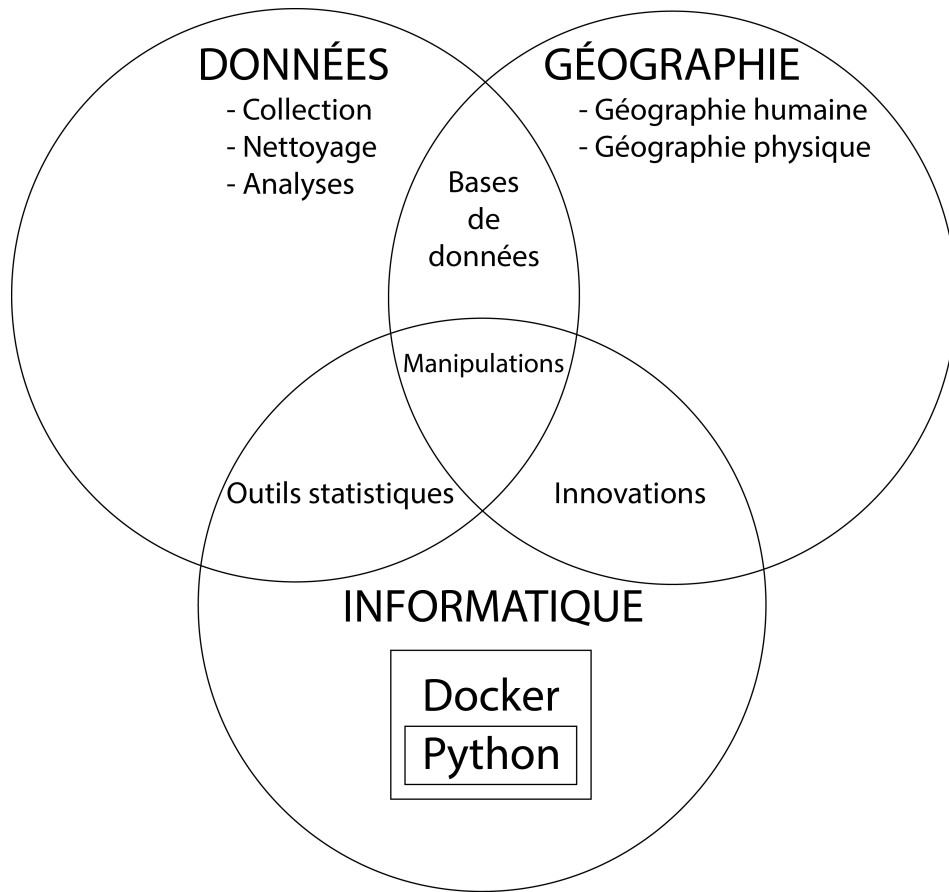 DONNÉES
- Collection
- Nettoyage
- Analyses
GÉOGRAPHIE
- Géographie humaine
- Géographie physique
Bases
de
données
Manipulations
Outils statistiques
Innovations
INFORMATIQUE
Docker
Python